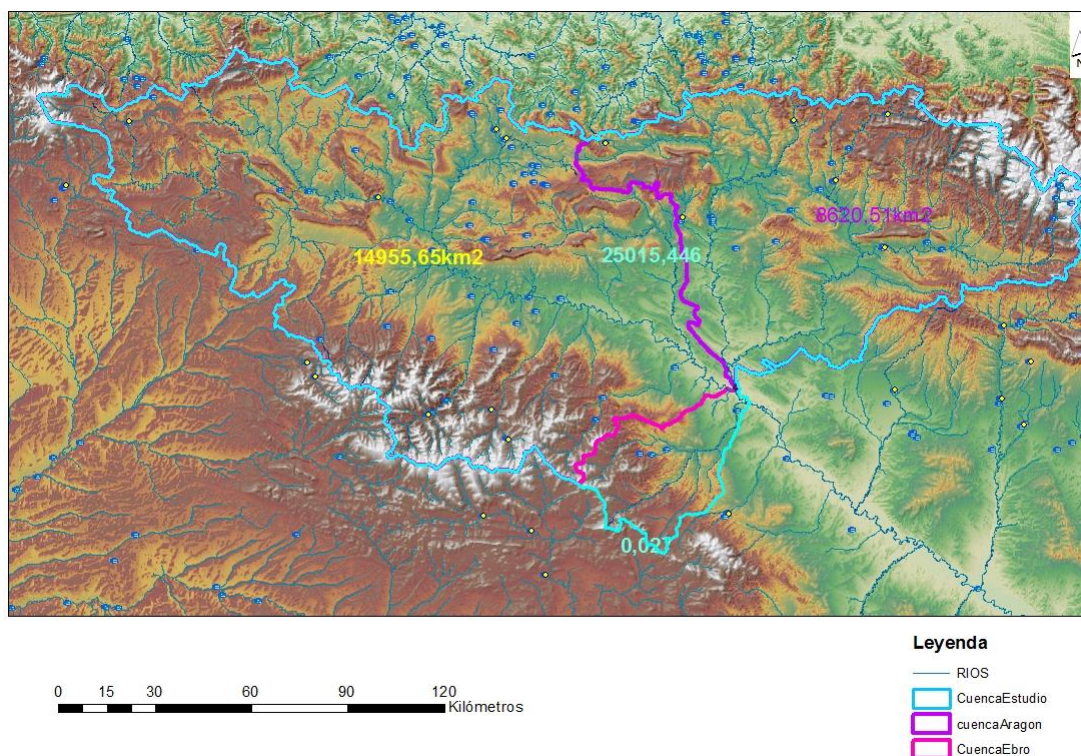 N
8620,51km2
14955,65km2
25015,446
0,027
Leyenda
RIOS
CuencaEstudio
cuencaAragon
CuencaEbro
0 15 30 60 90 120
Kilómetros